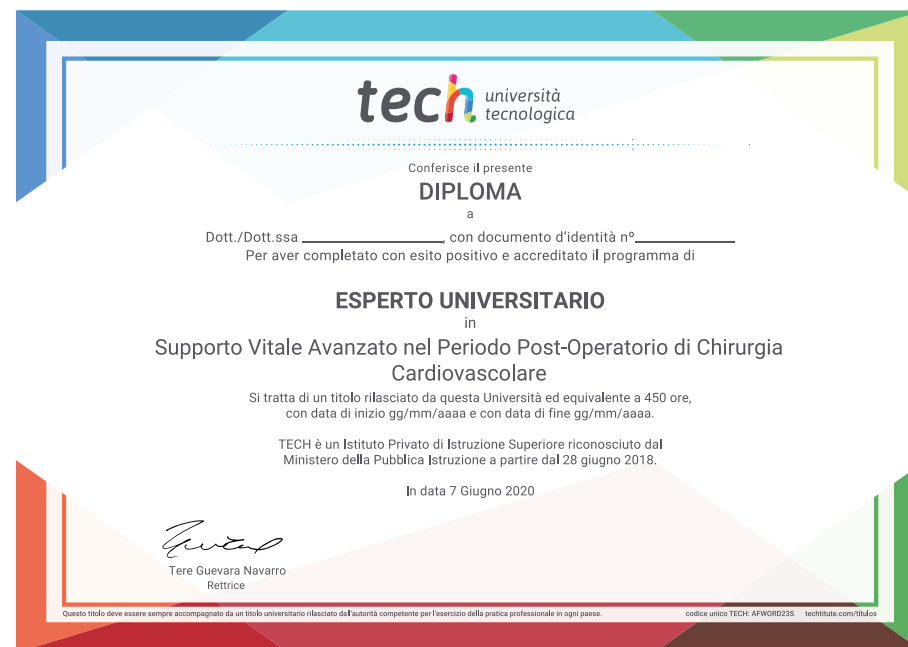 tech università
tecnologica
Conferisce il presente
DIPLOMA
a
Dott./Dott.ssa ____________________, con documento d'identità nº______________
Per aver completato con esito positivo e accreditato il programma di
ESPERTO UNIVERSITARIO
in
Supporto Vitale Avanzato nel Periodo Post-Operatorio di Chirurgia
Cardiovascolare
Si tratta di un titolo rilasciato da questa Università ed equivalente a 450 ore,
con data di inizio gg/mm/aaaa e con data di fine gg/mm/aaaa.
TECH è un Istituto Privato di Istruzione Superiore riconosciuto dal
Ministero della Pubblica Istruzione a partire dal 28 giugno 2018.
In data 7 Giugno 2020
Tere Guevara Navarro
Rettrice
Questo titolo deve essere sempre accompagnato da un titolo universitario rilasciato dall'autorità competente per l'esercizio della pratica professionale in ogni paese. codice unico TECH: AFWORD23S techtitute.com/titulos